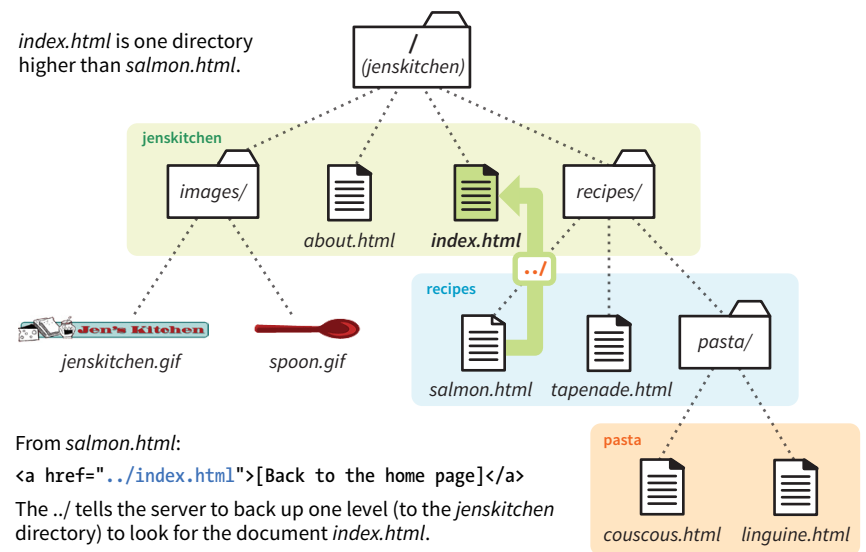 index.html is one directory
higher than salmon.html.
/
(jenskitchen)
jenskitchen
images/
about.html
index.html
recipes/
../
recipes
Jen's Kitchen
jenskitchen.gif
spoon.gif
salmon.html
tapenade.html
pasta/
From salmon.html:
<a href="../index.html">[Back to the home page]</a>
The ../ tells the server to back up one level (to the jenskitchen
directory) to look for the document index.html.
pasta
couscous.html
linguine.html